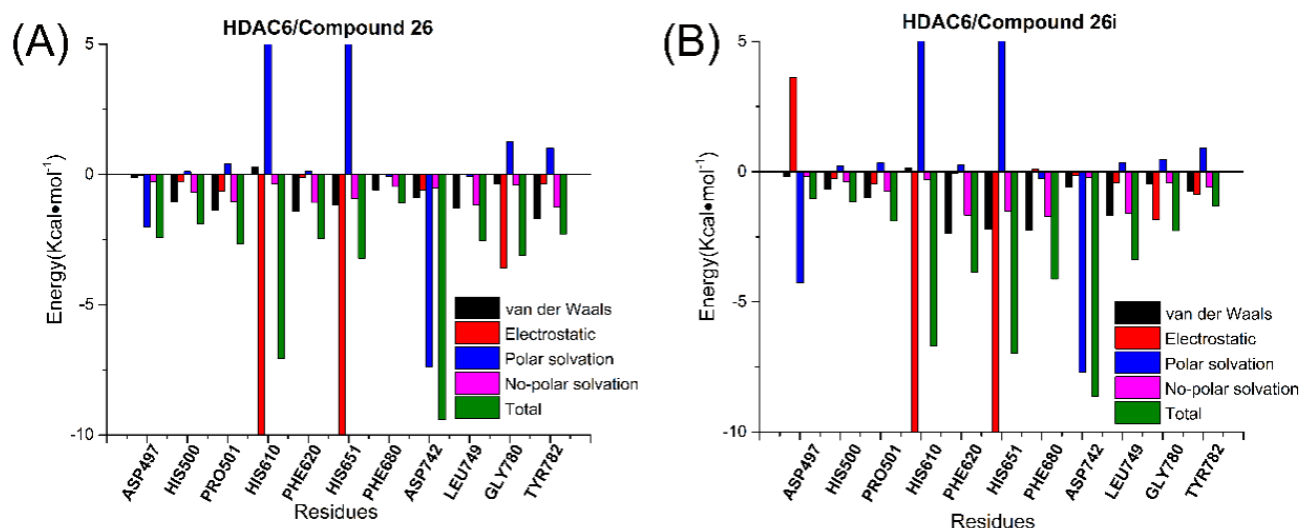 (A)
HDAC6/Compound 26
5
0
-5
-10
Energy(Kcal•mol-1)
van der Waals
Electrostatic
Polar solvation
No-polar solvation
Total
ASP497
HIS500
PRO501
HIS610
PHE620
HIS651
PHE680
ASP742
LEU749
GLY780
TYR782
Residues
(B)
HDAC6/Compound 26i
5
0
-5
-10
Energy(Kcal•mol-1)
van der Waals
Electrostatic
Polar solvation
No-polar solvation
Total
ASP497
HIS500
PRO501
HIS610
PHE620
HIS651
PHE680
ASP742
LEU749
GLY780
TYR782
Residues